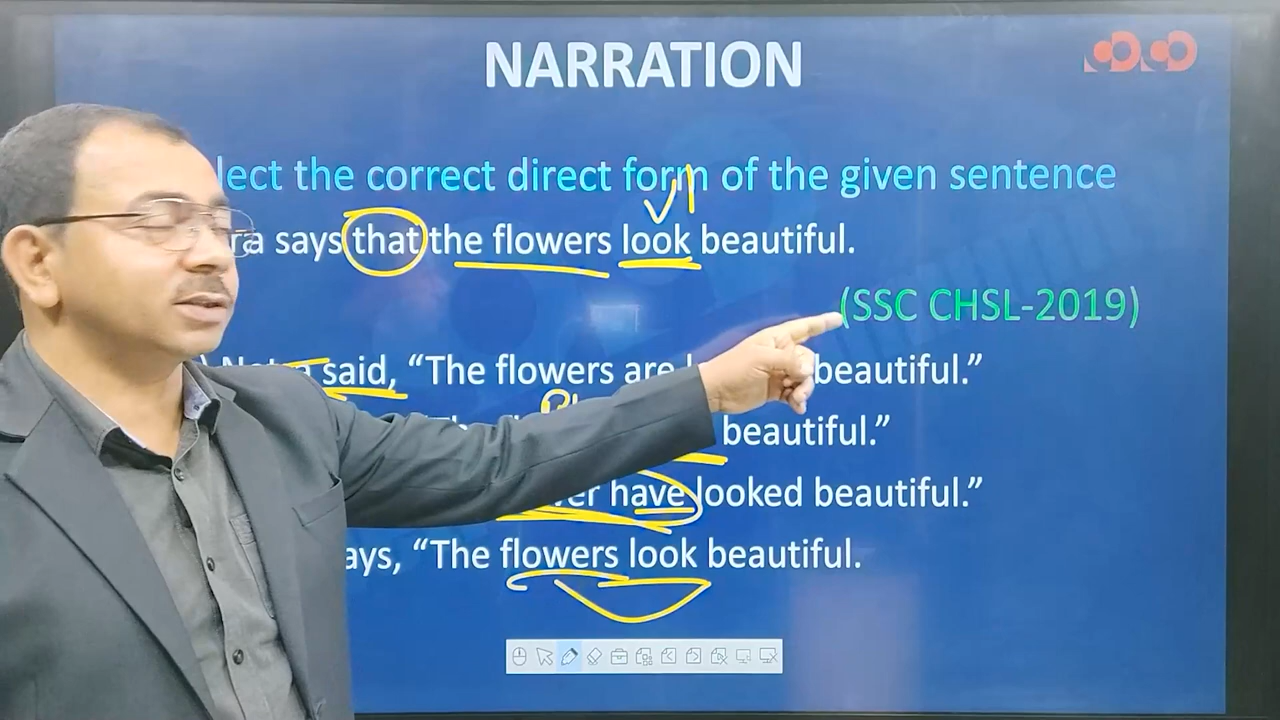 NARRATION
lect the correct direct form of the given sentence
ra says that the flowers look beautiful.
(SSC CHSL-2019)
said, “The flowers are beautiful.”
beautiful.”
have looked beautiful.”
ays, “The flowers look beautiful.